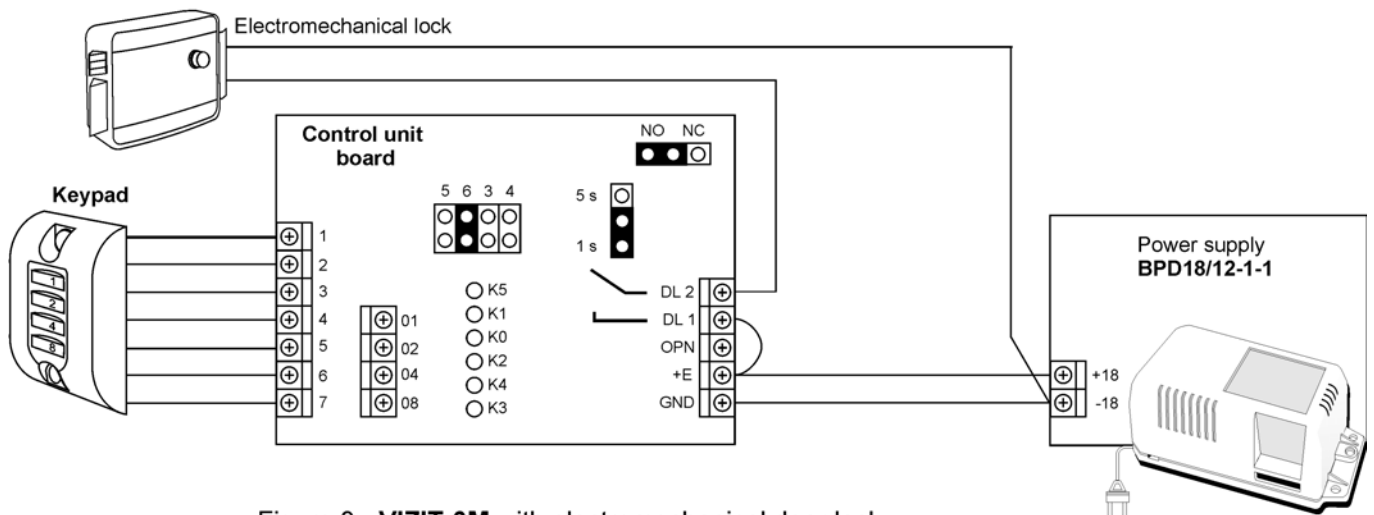 Electromechanical lock
Control unit
board
NO NC
Keypad
5 6 3 4
5 s
1 s
1
2
3
4
5
6
7
1
2
4
8
01
02
04
08
K5
K1
K0
K2
K4
K3
DL 2
DL 1
OPN
+E
GND
Power supply
BPD18/12-1-1
+18
-18